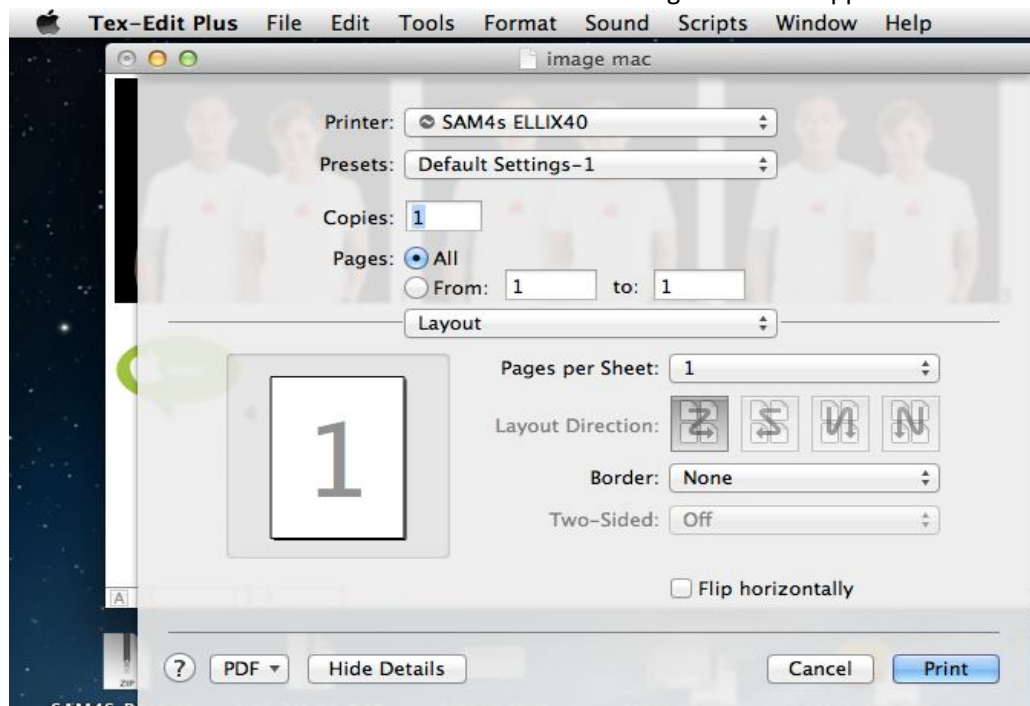 Tex-Edit Plus File Edit Tools Format Sound Scripts Window Help
image mac
Printer: SAM4s ELLIX40
Presets: Default Settings-1
Copies: 1
Pages: All
From: 1 to: 1
Layout
Pages per Sheet: 1
1
Layout Direction:
Border: None
Two-Sided: Off
Flip horizontally
A
ZIP
? PDF Hide Details Cancel Print